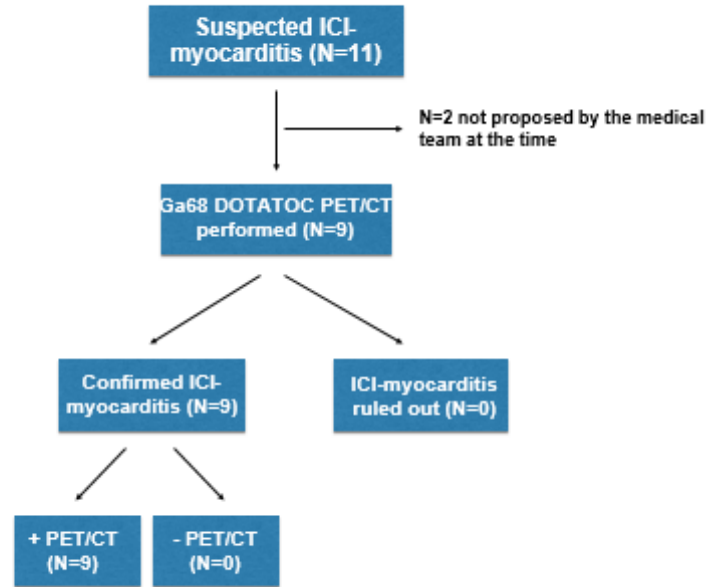 Suspected ICI-
myocarditis (N=11)
N=2 not proposed by the medical
team at the time
Ga68 DOTATOC PET/CT
performed (N=9)
Confirmed ICI-
myocarditis (N=9)
ICI-myocarditis
ruled out (N=0)
+ PET/CT
(N=9)
- PET/CT
(N=0)